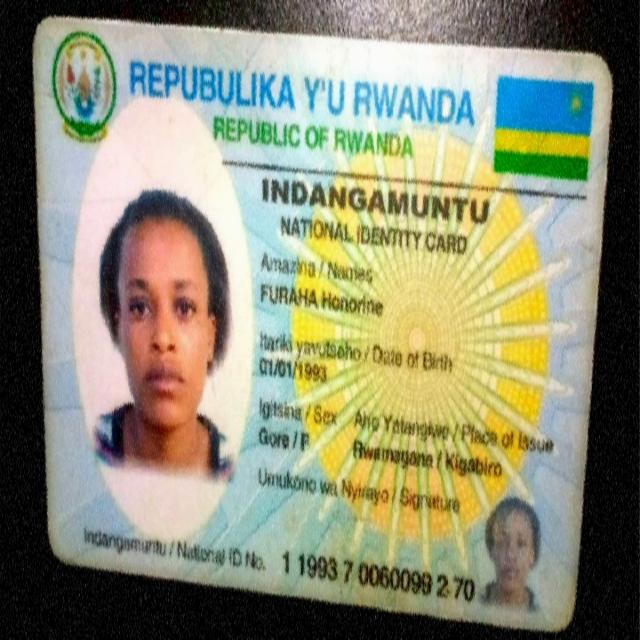 REPUBULIKA Y'U RWANDA
REPUBLIC OF RWANDA
INDANGAMUNTU
NATIONAL IDENTITY CARD
Amazina / Names
FURAHA Honorine
Itariki yavutseho / Date of Birth
01/01/1993
Igitsina / Sex Aho Yatangiwe / Place of Issue
Gore / F Rwamagana / Kigabiro
Umukono wa Nyirayo / Signature
Indangamuntu / National ID No. 1 1993 7 0060099 2 70